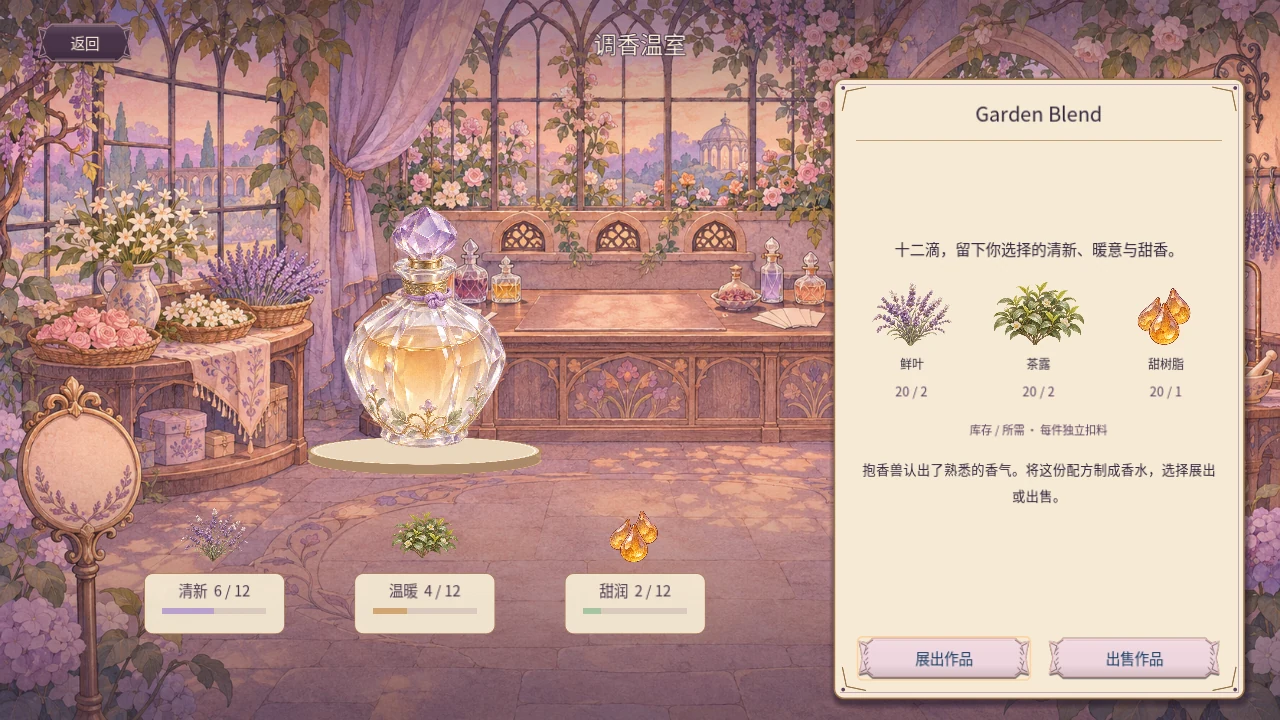 返回
调香温室
Garden Blend
十二滴，留下你选择的清新、暖意与甜香。
鲜叶
茶露
甜树脂
20 / 2
20 / 2
20 / 1
库存 / 所需 · 每件独立扣料
抱香兽认出了熟悉的香气。将这份配方制成香水，选择展出
或出售。
清新 6 / 12
温暖 4 / 12
甜润 2 / 12
展出作品
出售作品